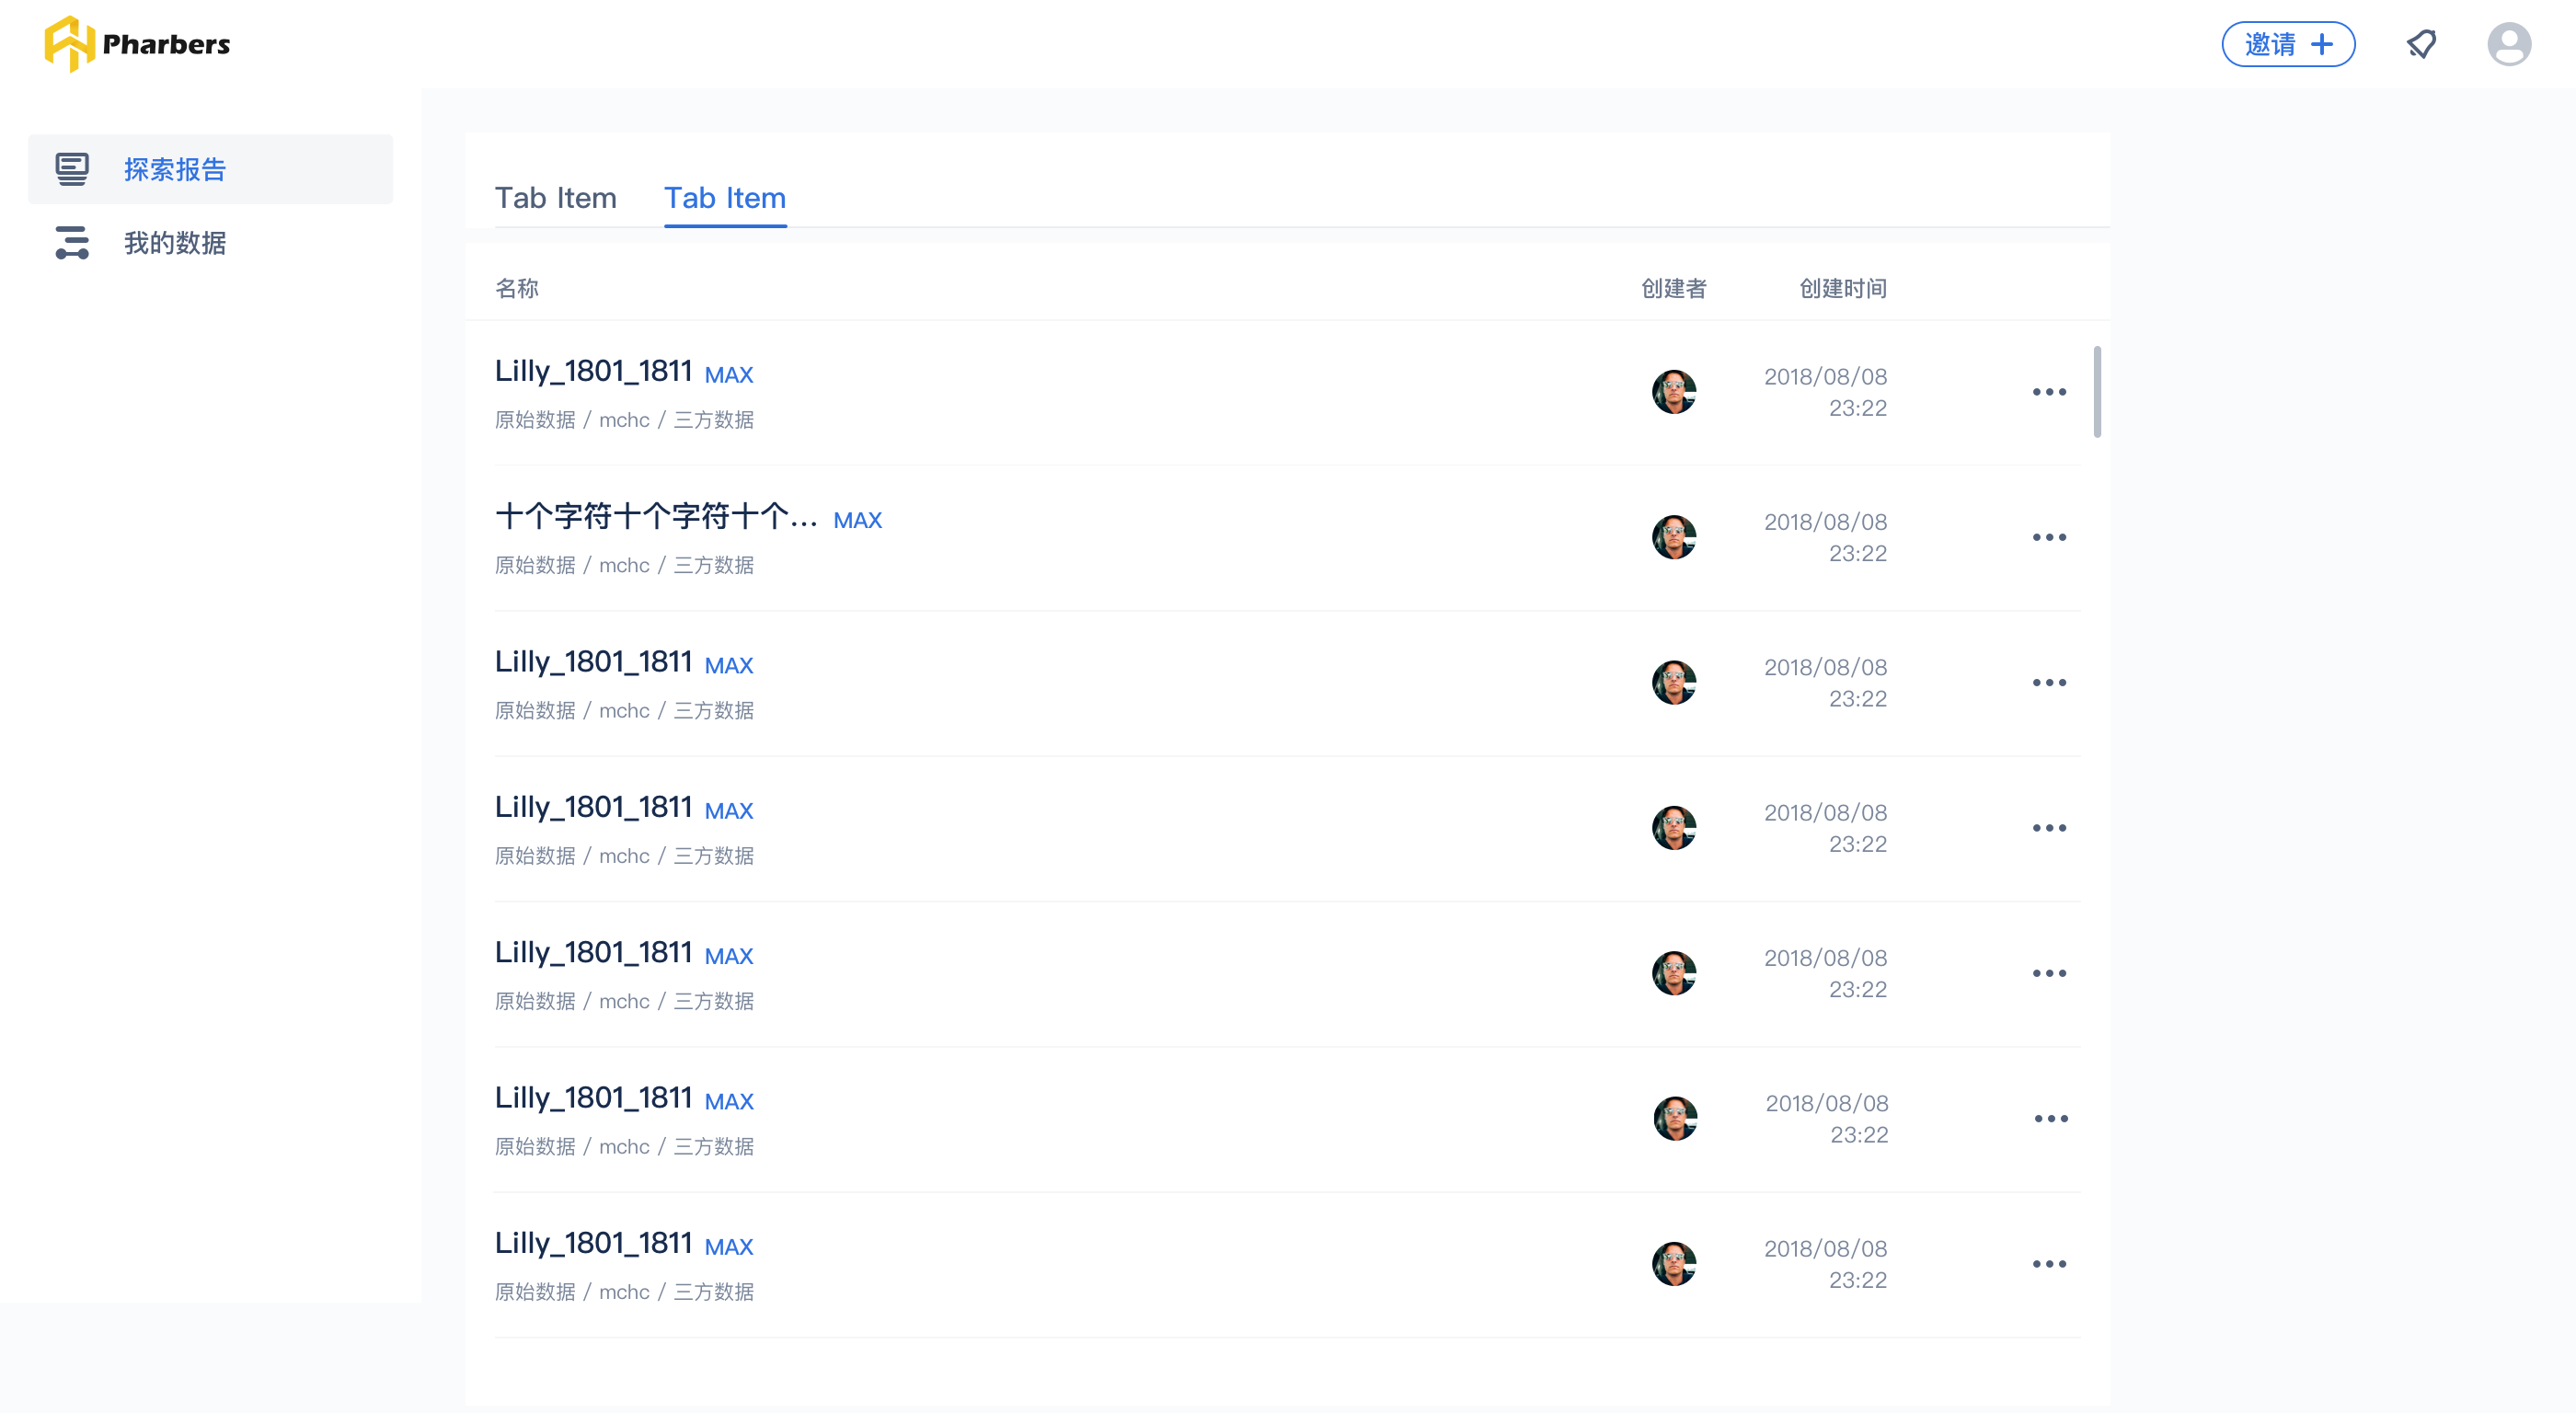 Pharbers
邀请
探索报告
我的数据
Tab Item Tab Item
名称 创建者 创建时间
Lilly_1801_1811 MAX
原始数据 / mchc / 三方数据
2018/08/08
23:22
十个字符十个字符十个... MAX
原始数据 / mchc / 三方数据
2018/08/08
23:22
Lilly_1801_1811 MAX
原始数据 / mchc / 三方数据
2018/08/08
23:22
Lilly_1801_1811 MAX
原始数据 / mchc / 三方数据
2018/08/08
23:22
Lilly_1801_1811 MAX
原始数据 / mchc / 三方数据
2018/08/08
23:22
Lilly_1801_1811 MAX
原始数据 / mchc / 三方数据
2018/08/08
23:22
Lilly_1801_1811 MAX
原始数据 / mchc / 三方数据
2018/08/08
23:22